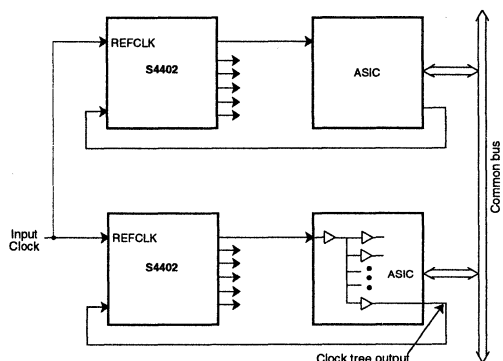 REFCLK
S4402
ASIC
Common bus
Input
Clock
REFCLK
S4402
ASIC
Clock tree output